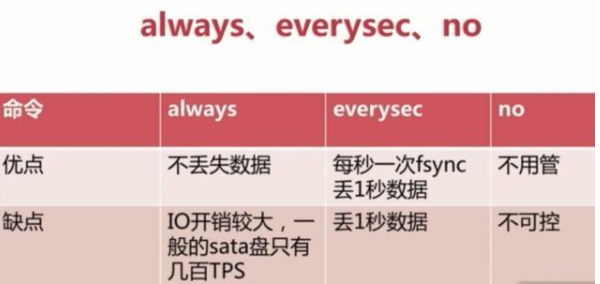 always、everysec、no
命令 always everysec no
优点 不丢失数据 每秒一次fsync 不用管
丢1秒数据
缺点 IO开销较大，一 丢1秒数据 不可控
般的sata盘只有
几百TPS